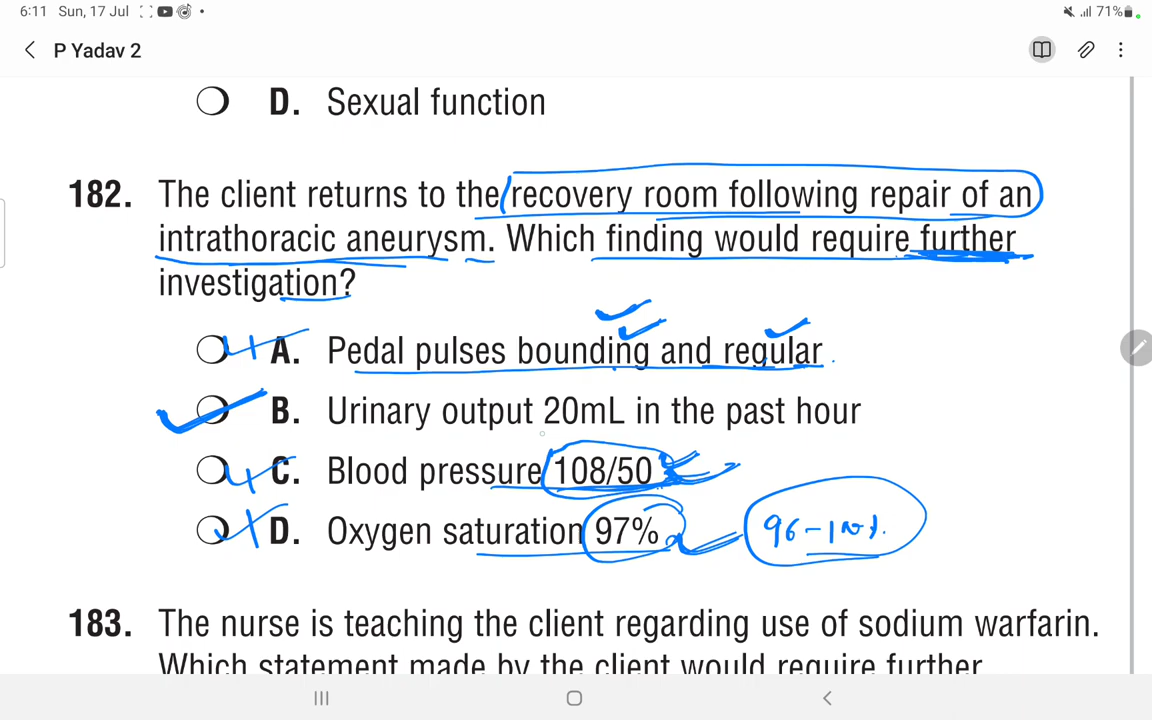 6:11 Sun, 17 Jul
71%
P Yadav 2
D. Sexual function
182. The client returns to the recovery room following repair of an
intrathoracic aneurysm. Which finding would require further
investigation?
A. Pedal pulses bounding and regular
B. Urinary output 20mL in the past hour
C. Blood pressure 108/50
D. Oxygen saturation 97% 96-100%.
183. The nurse is teaching the client regarding use of sodium warfarin.
Which statement made by the client would require further